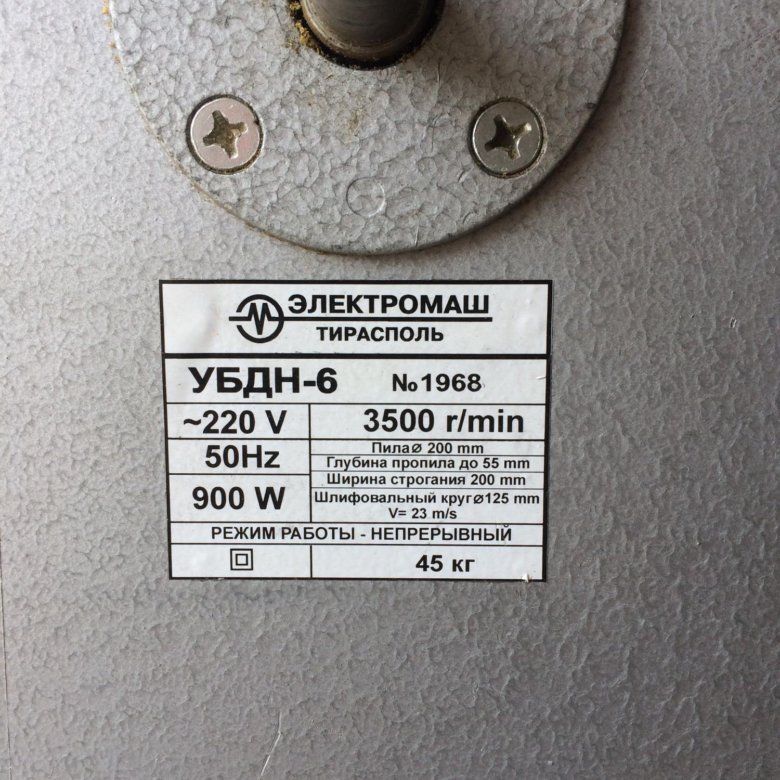 ЭЛЕКТРОМАШ
ТИРАСПОЛЬ
УБДН-6 №1968
~220 V 3500 r/min
50Hz
900 W
Пила⌀ 200 mm
Глубина пропила до 55 mm
Ширина строгания 200 mm
Шлифовальный круг⌀125 mm
V= 23 m/s
РЕЖИМ РАБОТЫ - НЕПРЕРЫВНЫЙ
45 кг